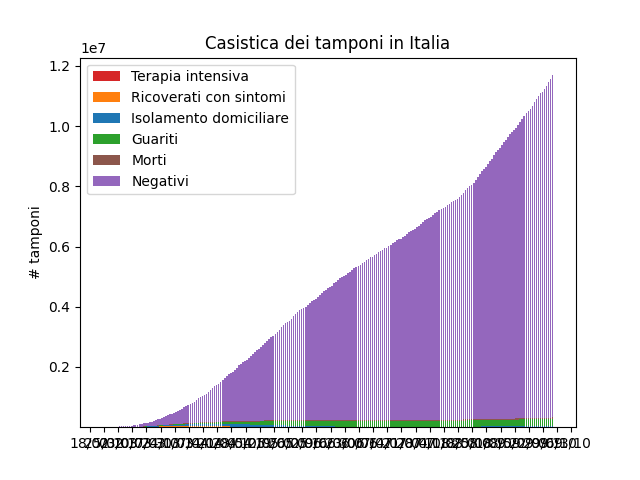 Casistica dei tamponi in Italia
1e7
Terapia intensiva
Ricoverati con sintomi
Isolamento domiciliare
Guariti
Morti
Negativi
1.2
1.0
0.8
0.6
0.4
0.2
# tamponi